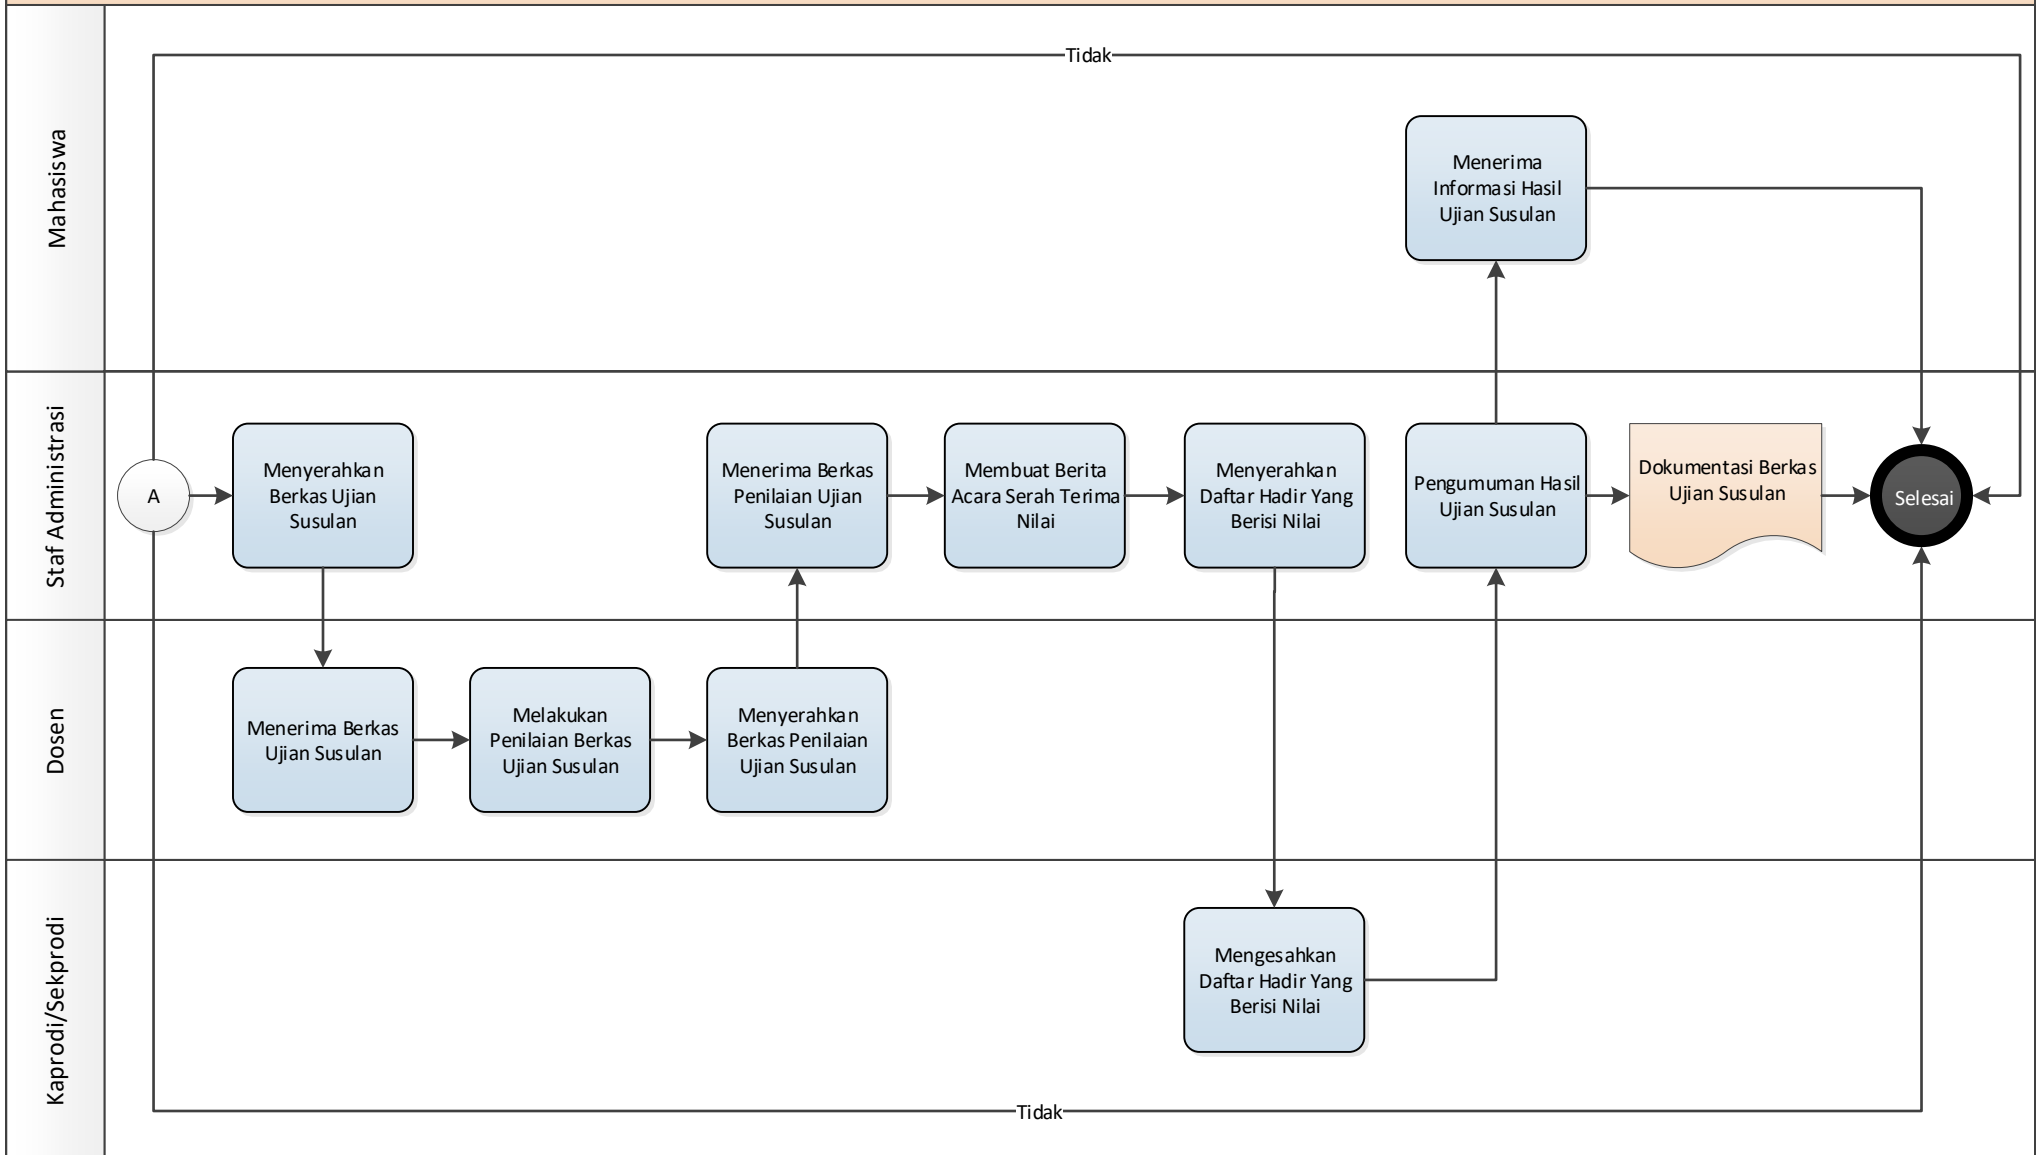 Mahasiswa
Tidak
Menerima
Informasi Hasil
Ujian Susulan
Staf Administrasi
A
Menyerahkan
Berkas Ujian
Susulan
Menerima Berkas
Penilaian Ujian
Susulan
Membuat Berita
Acara Serah Terima
Nilai
Menyerahkan
Daftar Hadir Yang
Berisi Nilai
Pengumuman Hasil
Ujian Susulan
Dokumentasi Berkas
Ujian Susulan
Selesai
Dosen
Menerima Berkas
Ujian Susulan
Melakukan
Penilaian Berkas
Ujian Susulan
Menyerahkan
Berkas Penilaian
Ujian Susulan
Kaprodi/Sekprodi
Mengesahkan
Daftar Hadir Yang
Berisi Nilai
Tidak